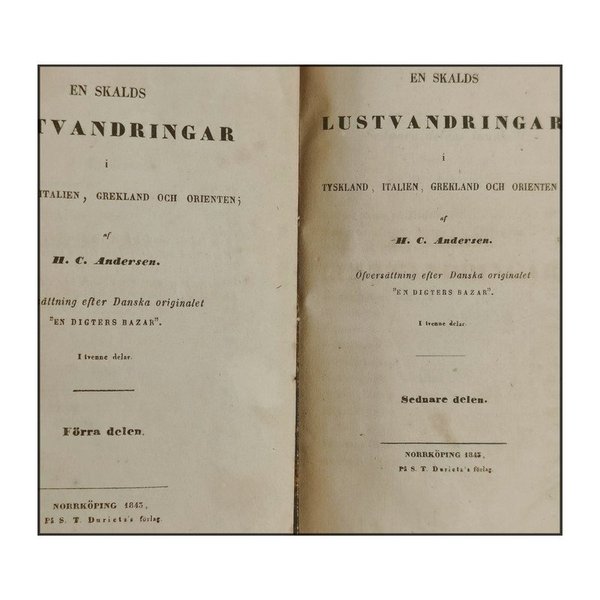 EN SKALDS
TVANDRINGAR
i
ITALIEN, GREKLAND OCH ORIENTEN;
af
H. C. Andersen.
sättning efter Danska originalet
"EN DIGTERS BAZAR".
I tvenne delar.
Förra delen.
NORRKÖPING 1843,
På S. T. Durietz's förlag.
EN SKALDS
LUSTVANDRINGAR
i
TYSKLAND, ITALIEN, GREKLAND OCH ORIENTEN
af
H. C. Andersen.
Öfversättning efter Danska originalet
"EN DIGTERS BAZAR".
I tvenne delar.
Sednare delen.
NORRKÖPING 1843.
På S. T. Durietz's förlag.